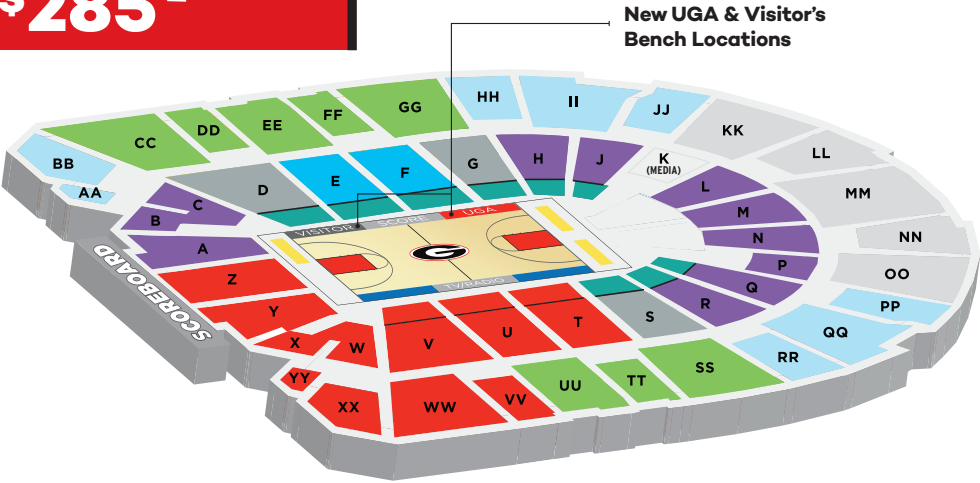 $285
New UGA & Visitor's
Bench Locations
HH
II
JJ
GG
FF
EE
DD
CC
BB
AA
KK
LL
MM
NN
OO
PP
QQ
RR
SS
TT
UU
VV
WW
XX
YY
A
B
C
D
E
F
G
H
J
K
(MEDIA)
L
M
N
P
Q
R
S
T
U
V
W
X
Y
Z
VISITOR
SCORE
UGA
G
TV/RADIO
SCOREBOARD